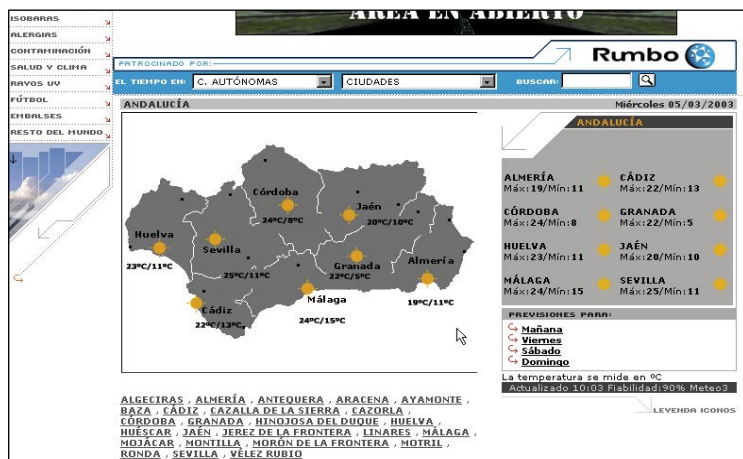 ÁREA EN ABIERTO
ISOBARAS
ALERGIAS
CONTAMINACIÓN
SALUD Y CLIMA
RAYOS UV
FÚTBOL
EMBALSES
RESTO DEL MUNDO
PATROCINADO POR:
Rumbo
EL TIEMPO EN: C. AUTÓNOMAS CIUDADES BUSCAR:
ANDALUCÍA Miércoles 05/03/2003
Córdoba
24ºC/8ºC
Jaén
20ºC/10ºC
Huelva
23ºC/11ºC
Sevilla
25ºC/11ºC
Granada
22ºC/5ºC
Almería
19ºC/11ºC
Cádiz
22ºC/13ºC
Málaga
24ºC/15ºC
ANDALUCÍA
ALMERÍA CÁDIZ
Máx:19/Mín:11 Máx:22/Mín:13
CÓRDOBA GRANADA
Máx:24/Mín:8 Máx:22/Mín:5
HUELVA JAÉN
Máx:23/Mín:11 Máx:20/Mín:10
MÁLAGA SEVILLA
Máx:24/Mín:15 Máx:25/Mín:11
PREVISIONES PARA:
Mañana
Viernes
Sábado
Domingo
La temperatura se mide en ºC
Actualizado 10:03 Fiabilidad:90% Meteo3
LEYENDA ICONOS
ALGECIRAS , ALMERÍA , ANTEQUERA , ARACENA , AYAMONTE ,
BAZA , CÁDIZ , CAZALLA DE LA SIERRA , CAZORLA ,
CÓRDOBA , GRANADA , HINOJOSA DEL DUQUE , HUELVA ,
HUÉSCAR , JAÉN , JEREZ DE LA FRONTERA , LINARES , MÁLAGA ,
MOJÁCAR , MONTILLA , MORÓN DE LA FRONTERA , MOTRIL ,
RONDA , SEVILLA , VÉLEZ RUBIO